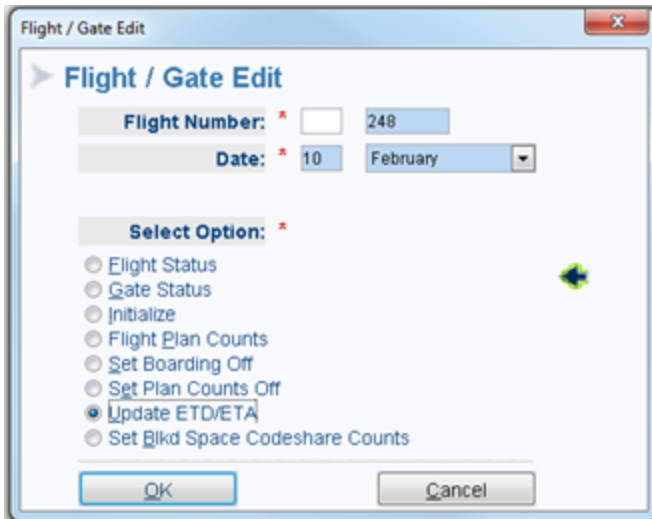 Flight / Gate Edit
Flight / Gate Edit
Flight Number: * 248
Date: * 10 February
Select Option: *
Flight Status
Gate Status
Initialize
Flight Plan Counts
Set Boarding Off
Set Plan Counts Off
Update ETD/ETA
Set Blkd Space Codeshare Counts
OK Cancel